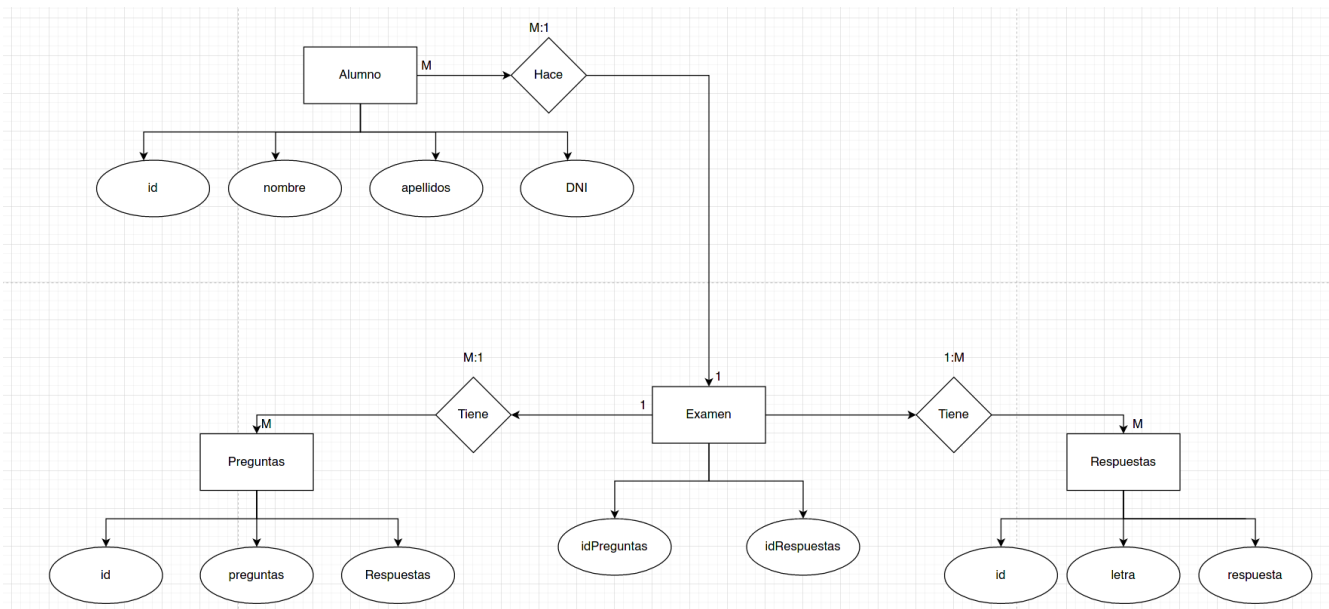 M:1
Alumno
M
Hace
id
nombre
apellidos
DNI
M:1
1:M
1
1
Tiene
Examen
Tiene
M
M
Preguntas
Respuestas
idPreguntas
idRespuestas
id
preguntas
Respuestas
id
letra
respuesta